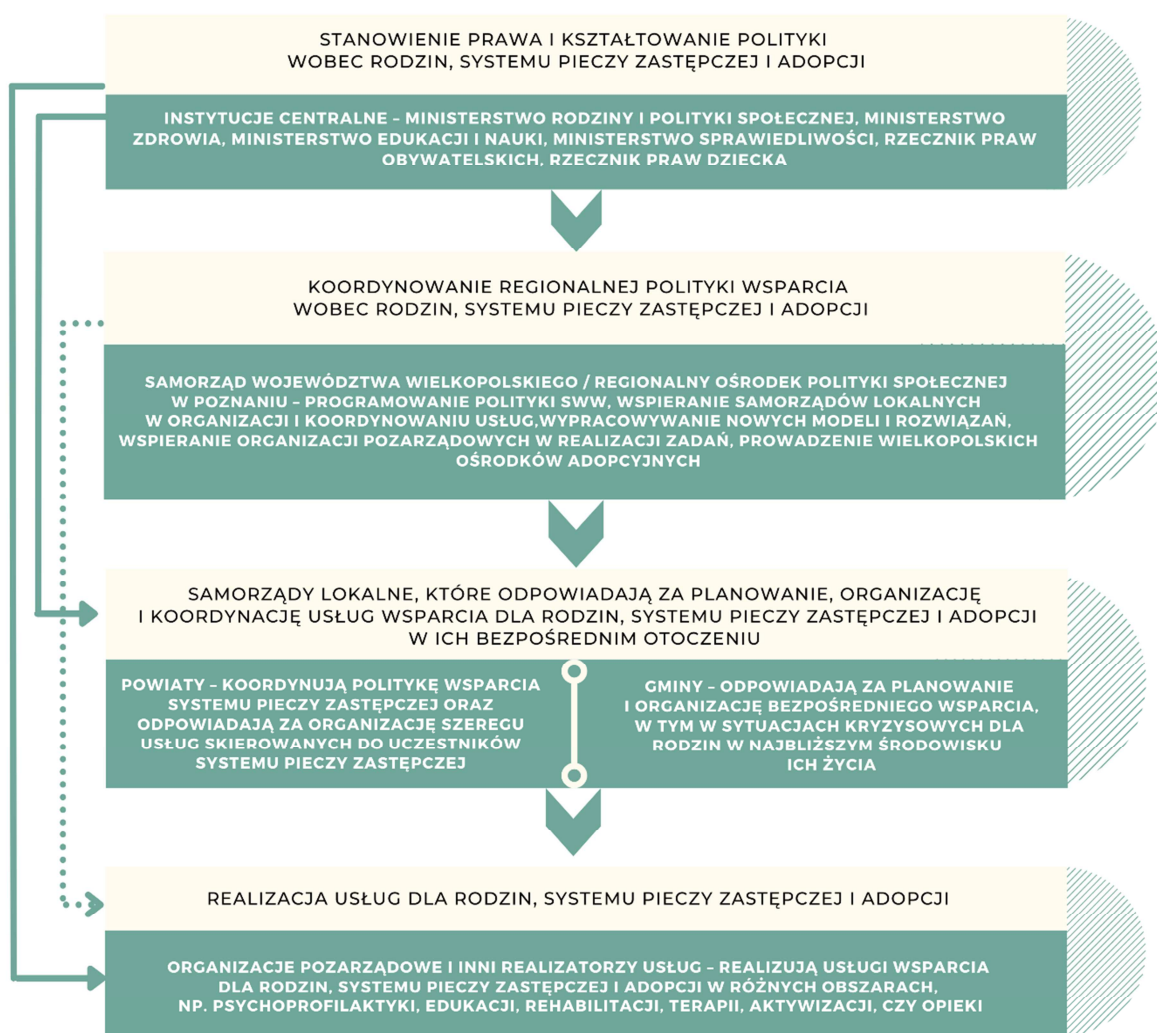 STANOWIENIE PRAWA I KSZTAŁTOWANIE POLITYKI
WOBEC RODZIN, SYSTEMU PIECZY ZASTĘPCZEJ I ADOPCJI
INSTYTUCJE CENTRALNE – MINISTERSTWO RODZINY I POLITYKI SPOŁECZNEJ, MINISTERSTWO
ZDROWIA, MINISTERSTWO EDUKACJI I NAUKI, MINISTERSTWO SPRAWIEDLIWOŚCI, RZECZNIK PRAW
OBYWATELSKICH, RZECZNIK PRAW DZIECKA
KOORDYNOWANIE REGIONALNEJ POLITYKI WSPARCIA
WOBEC RODZIN, SYSTEMU PIECZY ZASTĘPCZEJ I ADOPCJI
SAMORZĄD WOJEWÓDZTWA WIELKOPOLSKIEGO / REGIONALNY OŚRODEK POLITYKI SPOŁECZNEJ
W POZNANIU – PROGRAMOWANIE POLITYKI SWW, WSPIERANIE SAMORZĄDÓW LOKALNYCH
W ORGANIZACJI I KOORDYNOWANIU USŁUG,WYPRACOWYWANIE NOWYCH MODELI I ROZWIĄZAŃ,
WSPIERANIE ORGANIZACJI POZARZĄDOWYCH W REALIZACJI ZADAŃ, PROWADZENIE WIELKOPOLSKICH
OŚRODKÓW ADOPCYJNYCH
SAMORZĄDY LOKALNE, KTÓRE ODPOWIADAJĄ ZA PLANOWANIE, ORGANIZACJĘ
I KOORDYNACJĘ USŁUG WSPARCIA DLA RODZIN, SYSTEMU PIECZY ZASTĘPCZEJ I ADOPCJI
W ICH BEZPOŚREDNIM OTOCZENIU
POWIATY – KOORDYNUJĄ POLITYKĘ WSPARCIA
SYSTEMU PIECZY ZASTĘPCZEJ ORAZ
ODPOWIADAJĄ ZA ORGANIZACJĘ SZEREGU
USŁUG SKIEROWANYCH DO UCZESTNIKÓW
SYSTEMU PIECZY ZASTĘPCZEJ
GMINY – ODPOWIADAJĄ ZA PLANOWANIE
I ORGANIZACJĘ BEZPOŚREDNIEGO WSPARCIA,
W TYM W SYTUACJACH KRYZYSOWYCH DLA
RODZIN W NAJBLIŻSZYM ŚRODOWISKU
ICH ŻYCIA
REALIZACJA USŁUG DLA RODZIN, SYSTEMU PIECZY ZASTĘPCZEJ I ADOPCJI
ORGANIZACJE POZARZĄDOWE I INNI REALIZATORZY USŁUG – REALIZUJĄ USŁUGI WSPARCIA
DLA RODZIN, SYSTEMU PIECZY ZASTĘPCZEJ I ADOPCJI W RÓŻNYCH OBSZARACH,
NP. PSYCHOPROFILAKTYKI, EDUKACJI, REHABILITACJI, TERAPII, AKTYWIZACJI, CZY OPIEKI